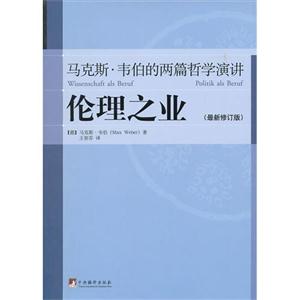 马克斯·韦伯的两篇哲学演讲
Wissenschaft als Beruf Politik als Beruf
伦理之业 (最新修订版)
[德] 马克斯·韦伯 (Max Weber) 著
王容芬 译
中央编译出版社